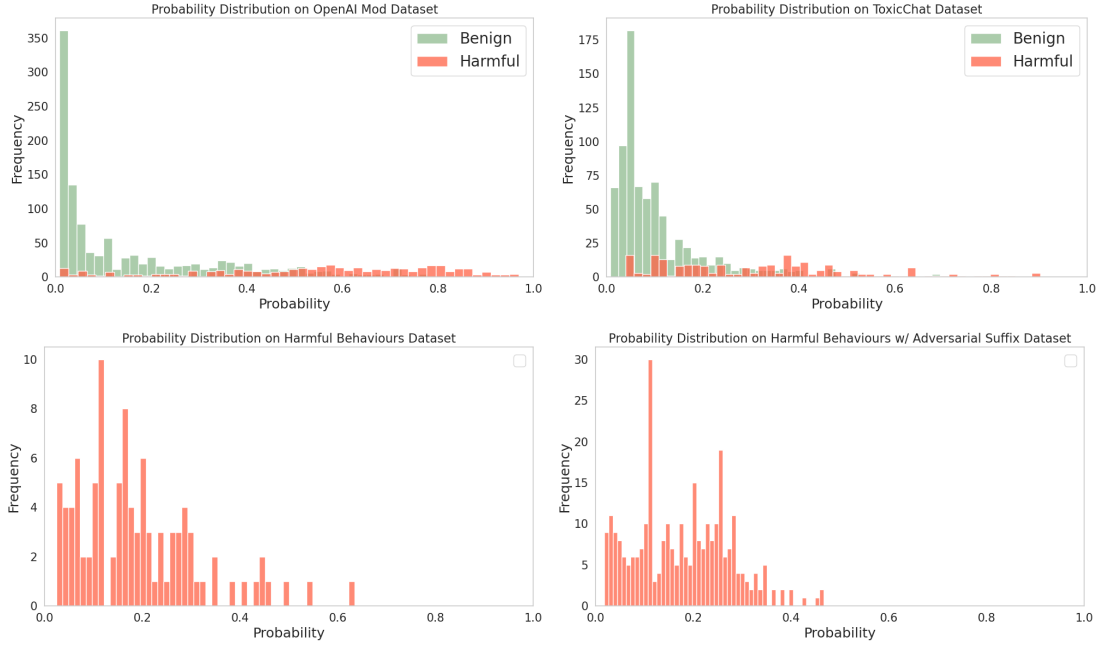 Probability Distribution on OpenAI Mod Dataset
Frequency
350
300
250
200
150
100
50
0
Benign
Harmful
0.0 0.2 0.4 0.6 0.8 1.0
Probability
Probability Distribution on ToxicChat Dataset
Frequency
175
150
125
100
75
50
25
0
Benign
Harmful
0.0 0.2 0.4 0.6 0.8 1.0
Probability
Probability Distribution on Harmful Behaviours Dataset
Frequency
10
8
6
4
2
0
0.0 0.2 0.4 0.6 0.8 1.0
Probability
Probability Distribution on Harmful Behaviours w/ Adversarial Suffix Dataset
Frequency
30
25
20
15
10
5
0
0.0 0.2 0.4 0.6 0.8 1.0
Probability